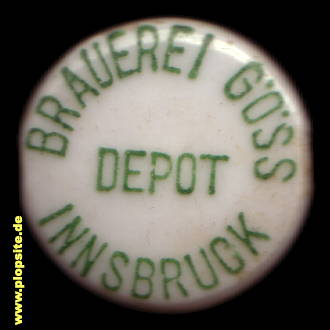 BRAUEREI GÖSS
DEPOT
INNSBRUCK
www.plopsite.de